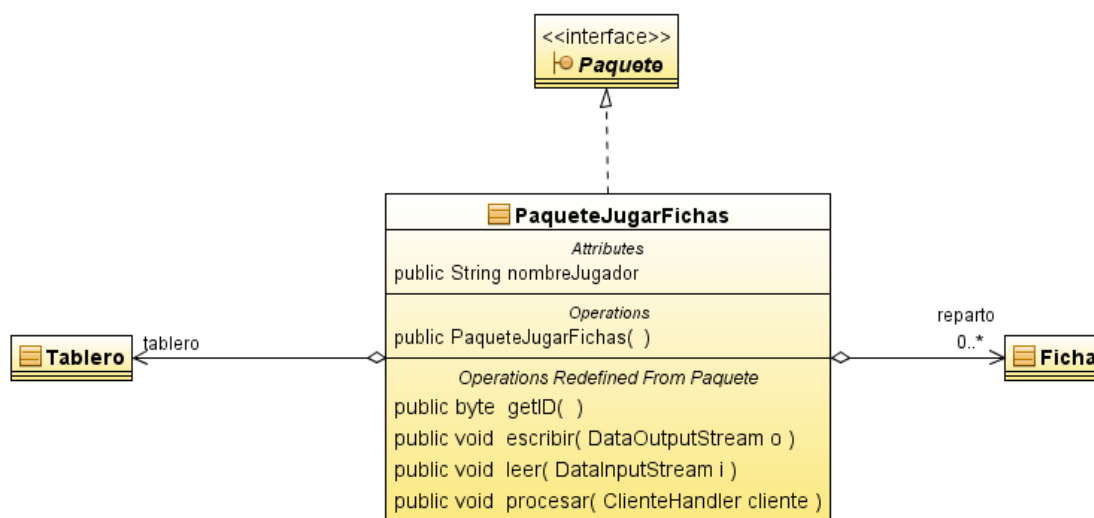 <<interface>>
Paquete
PaqueteJugarFichas
Attributes
public String nombreJugador
Operations
public PaqueteJugarFichas( )
Operations Redefined From Paquete
public byte getID( )
public void escribir( DataOutputStream o )
public void leer( DataInputStream i )
public void procesar( ClienteHandler cliente )
Tablero
tablero
reparto
0..*
Ficha